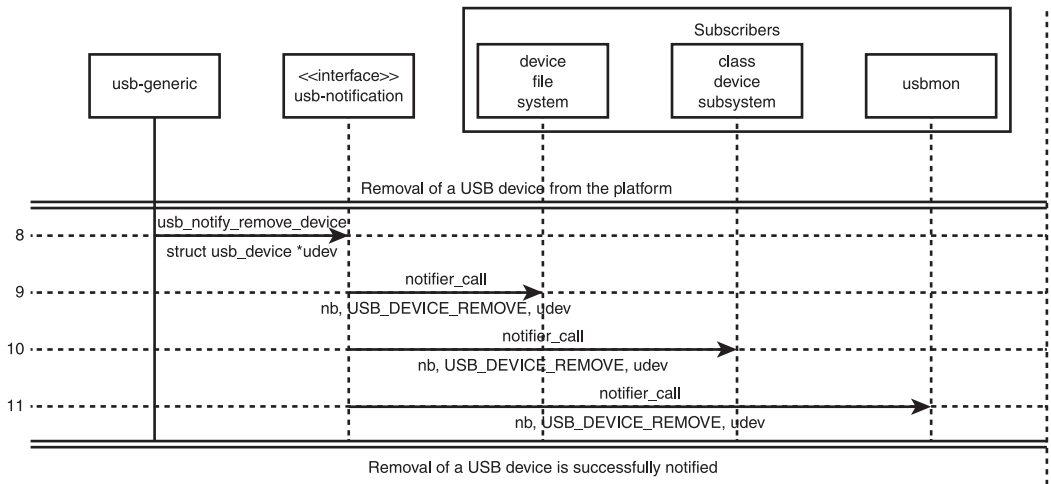 Subscribers
usb-generic
<<interface>>
usb-notification
device
file
system
class
device
subsystem
usbmon
Removal of a USB device from the platform
usb_notify_remove_device
8
struct usb_device *udev
notifier_call
9
nb, USB_DEVICE_REMOVE, udev
notifier_call
10
nb, USB_DEVICE_REMOVE, udev
notifier_call
11
nb, USB_DEVICE_REMOVE, udev
Removal of a USB device is successfully notified